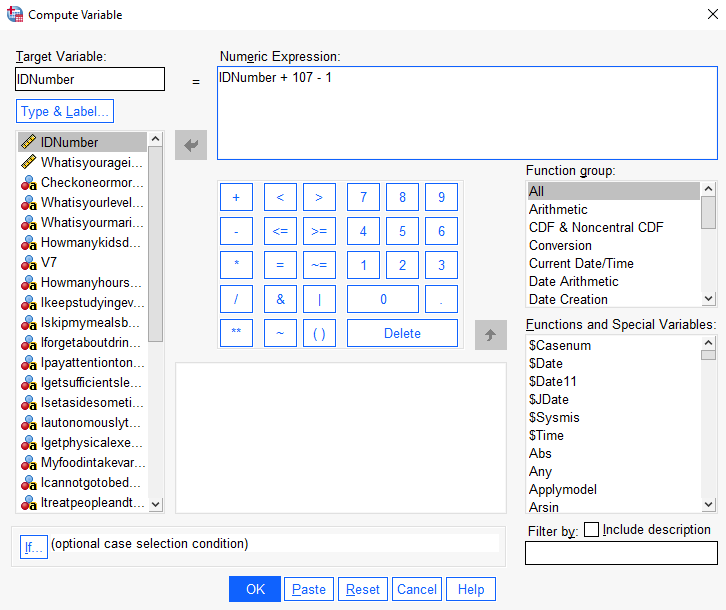 Compute Variable
Target Variable:
IDNumber
=
Numeric Expression:
IDNumber + 107 - 1
Type & Label...
IDNumber
Whatisyouragei...
Checkoneormor...
Whatisyourlevel...
Whatisyourmari...
Howmanykidsd...
V7
Howmanyhours...
Ikeepstudyingev...
Iskipmymealsb...
Iforgetaboutdrin...
Ipayattentionton...
Igetsufficientsle...
Isetasidesometi...
Iautonomouslyt...
Igetphysicalexe...
Myfoodintakevar...
Icannotgotobed...
Itreatpeopleandt...
+ < > 7 8 9
- <= >= 4 5 6
* = ~= 1 2 3
/ & | 0 .
** ~ ( ) Delete
Function group:
All
Arithmetic
CDF & Noncentral CDF
Conversion
Current Date/Time
Date Arithmetic
Date Creation
Functions and Special Variables:
$Casenum
$Date
$Date11
$JDate
$Sysmis
$Time
Abs
Any
Applymodel
Arsin
If... (optional case selection condition)
Filter by: Include description
OK Paste Reset Cancel Help